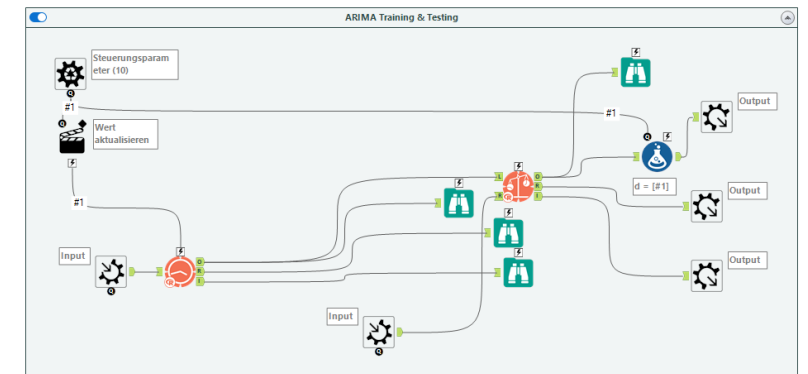 ARIMA Training & Testing
Steuerungsparam
eter (10)
#1
Wert
aktualisieren
#1
#1
Output
d = [#1]
Output
Output
Input
Input
L
R
O
R
I
O
R
I